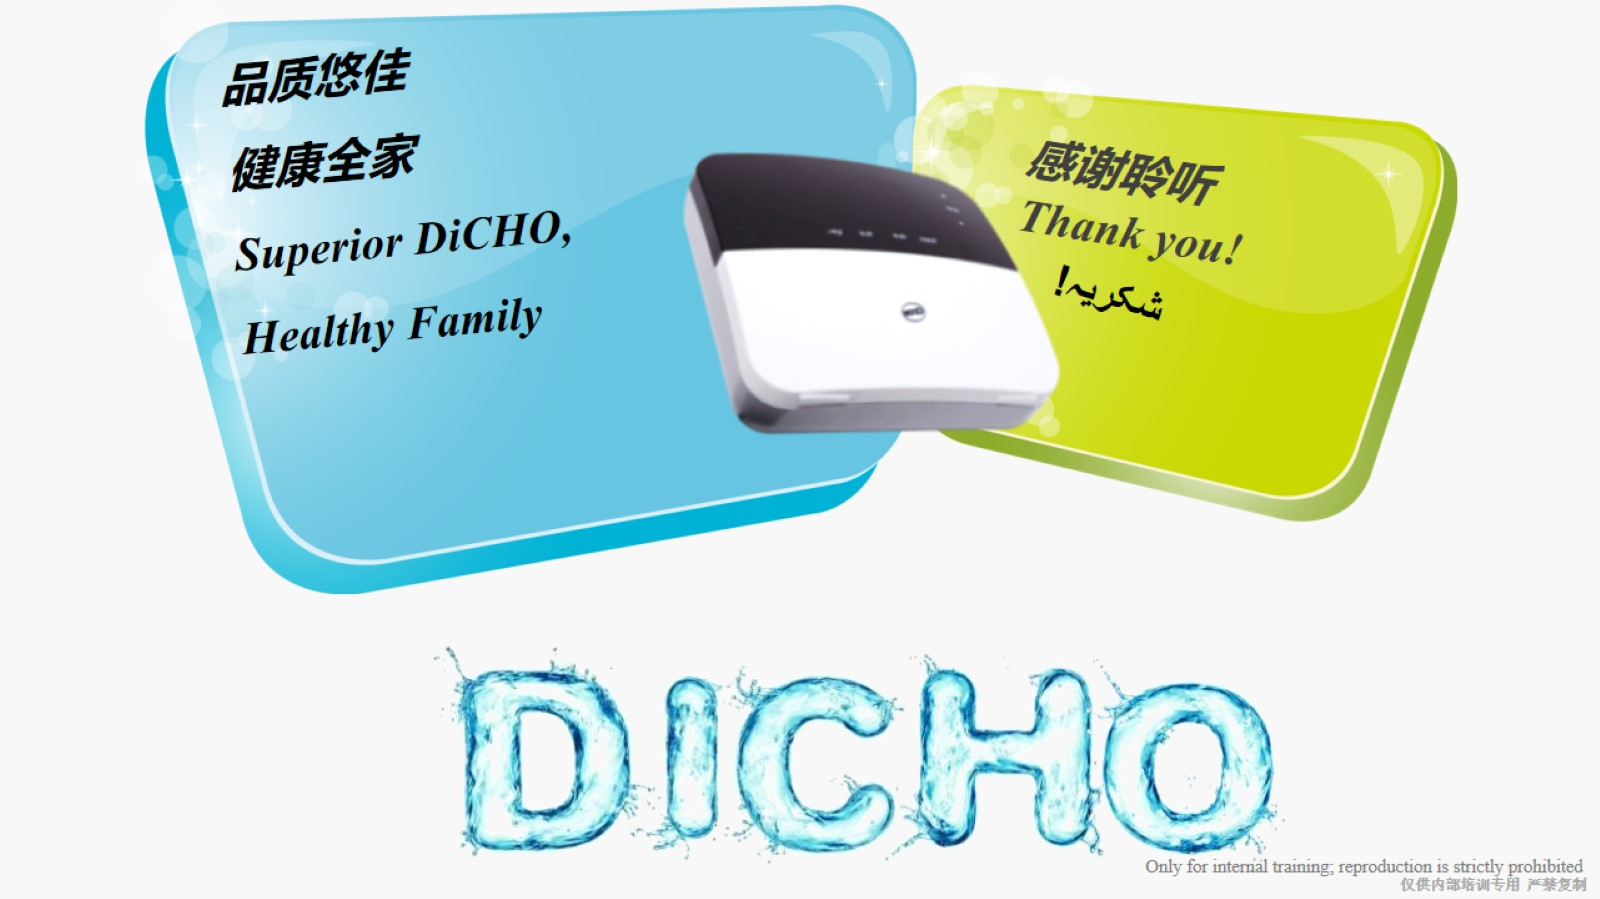 品质悠佳
健康全家
Superior DiCHO,
Healthy Family
感谢聆听
Thank you!
شکریہ!
DiCHO
Only for internal training; reproduction is strictly prohibited
仅供内部培训专用 严禁复制